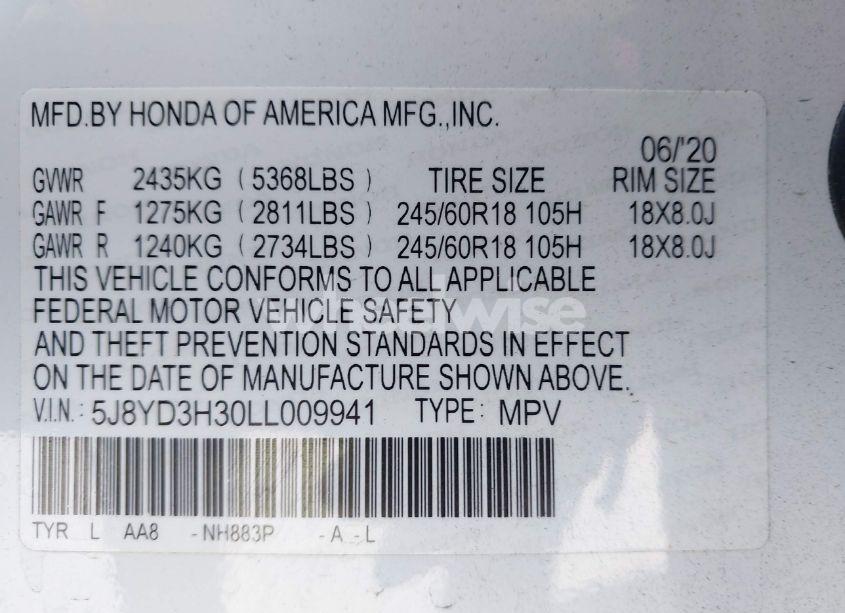 MFD.BY HONDA OF AMERICA MFG.,INC.
06/'20
GVWR 2435KG ( 5368LBS ) TIRE SIZE RIM SIZE
GAWR F 1275KG ( 2811LBS ) 245/60R18 105H 18X8.0J
GAWR R 1240KG ( 2734LBS ) 245/60R18 105H 18X8.0J
THIS VEHICLE CONFORMS TO ALL APPLICABLE
FEDERAL MOTOR VEHICLE SAFETY
AND THEFT PREVENTION STANDARDS IN EFFECT
ON THE DATE OF MANUFACTURE SHOWN ABOVE.
V.I.N.: 5J8YD3H30LL009941 TYPE: MPV
TYR L AA8 -NH883P -A -L